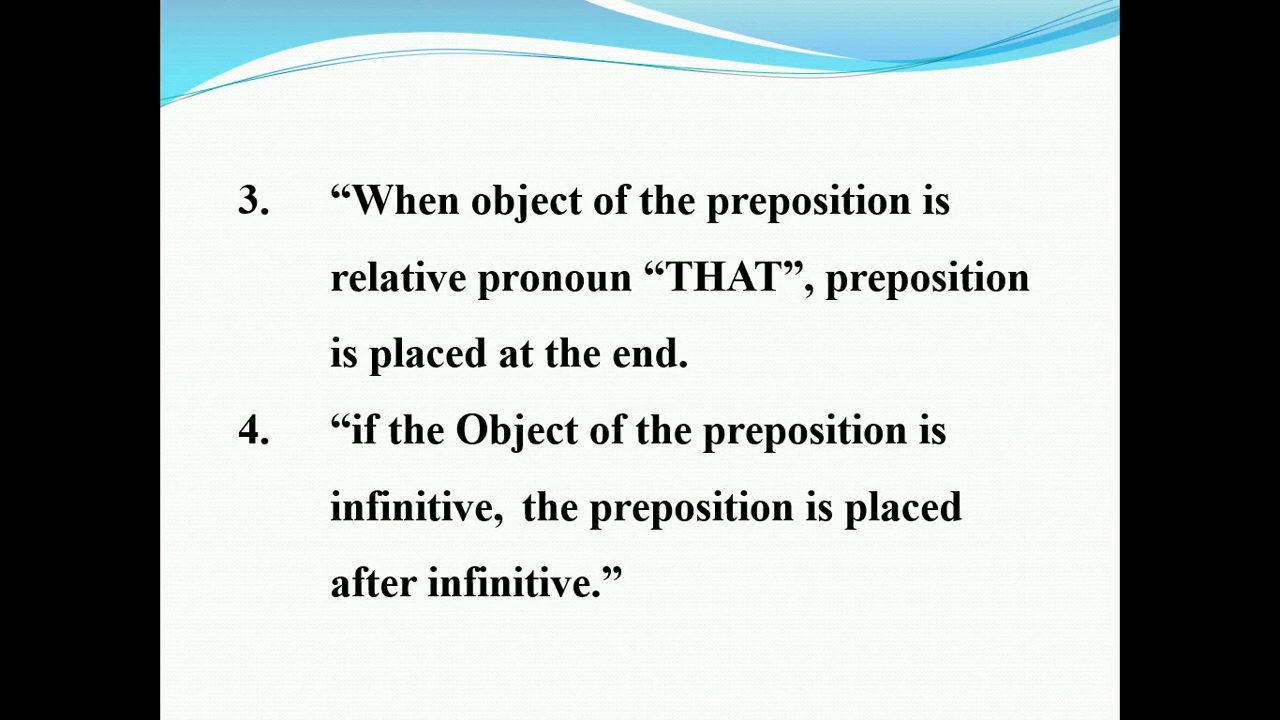 3. “When object of the preposition is
relative pronoun “THAT”, preposition
is placed at the end.
4. “if the Object of the preposition is
infinitive, the preposition is placed
after infinitive.”